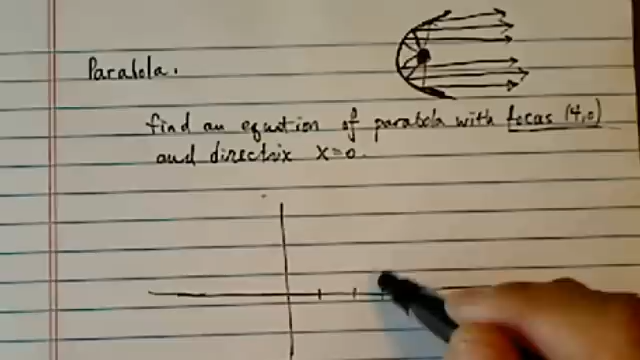 Parabola.
find an equation of parabola with focus (4,0)
and directrix x=0.